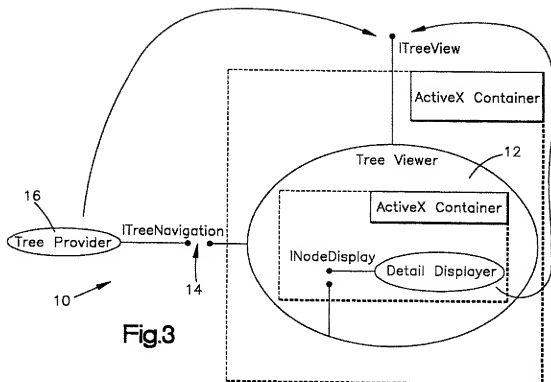 ITreeView
ActiveX Container
Tree Viewer
12
16
ActiveX Container
ITreeNavigation
Tree Provider
INodeDisplay
Detail Displayer
14
10
Fig.3